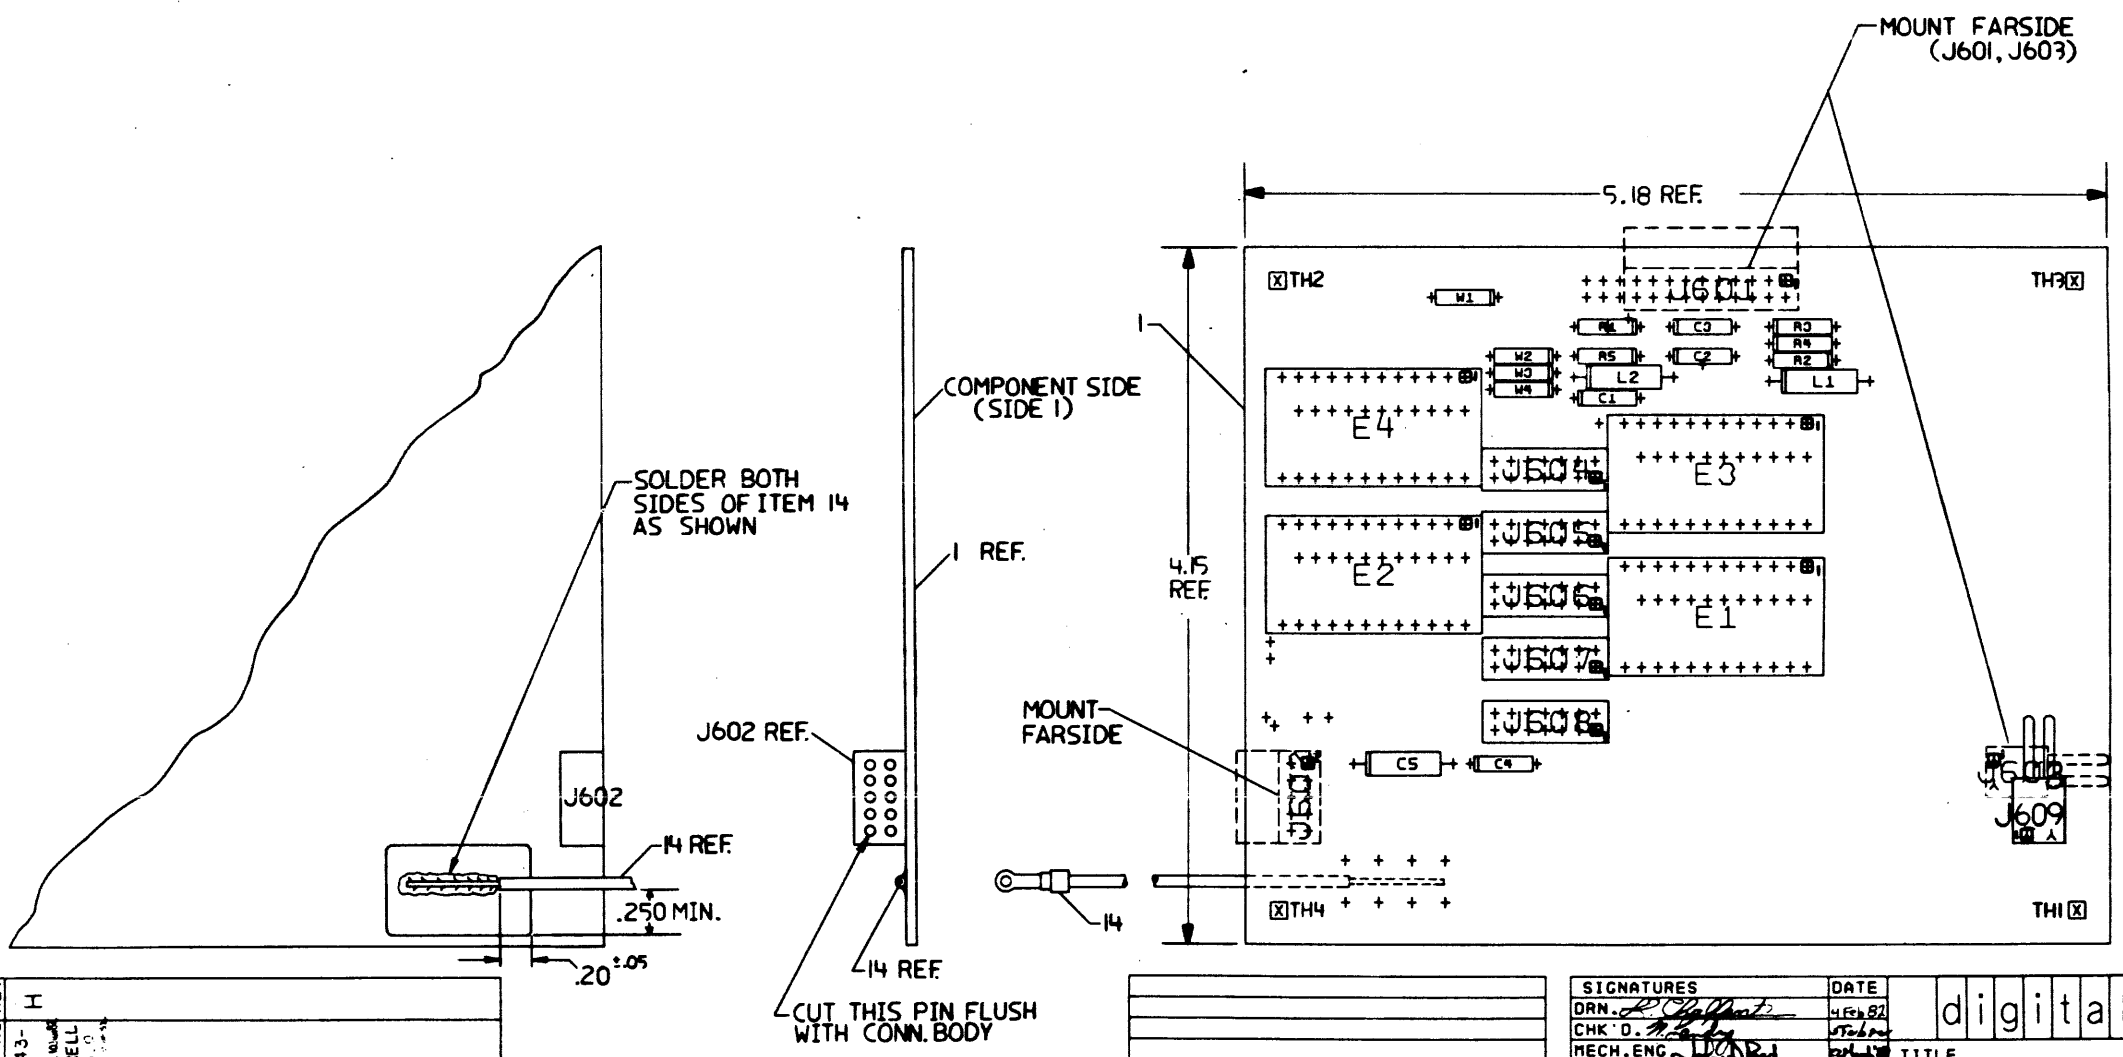 MOUNT FARSIDE
(J601, J603)
5.18 REF.
TH2
TH3
J601
W1
1
R1
C3
R3
R4
W2
R5
C2
R2
W3
L2
L1
W4
C1
COMPONENT SIDE
(SIDE 1)
E4
E3
J604
SOLDER BOTH
SIDES OF ITEM 14
AS SHOWN
J605
1 REF.
4.15
REF.
E2
J606
E1
J607
J602 REF.
MOUNT
FARSIDE
J608
J602
C5
C4
J602
J609
14 REF.
.250 MIN.
14
TH4
TH1
.20 ±.05
14 REF.
CUT THIS PIN FLUSH
WITH CONN. BODY
SIGNATURES
DATE
DRN.
4 Feb 82
CHK'D.
MECH. ENG
TITLE
digita
H
43-
ELL